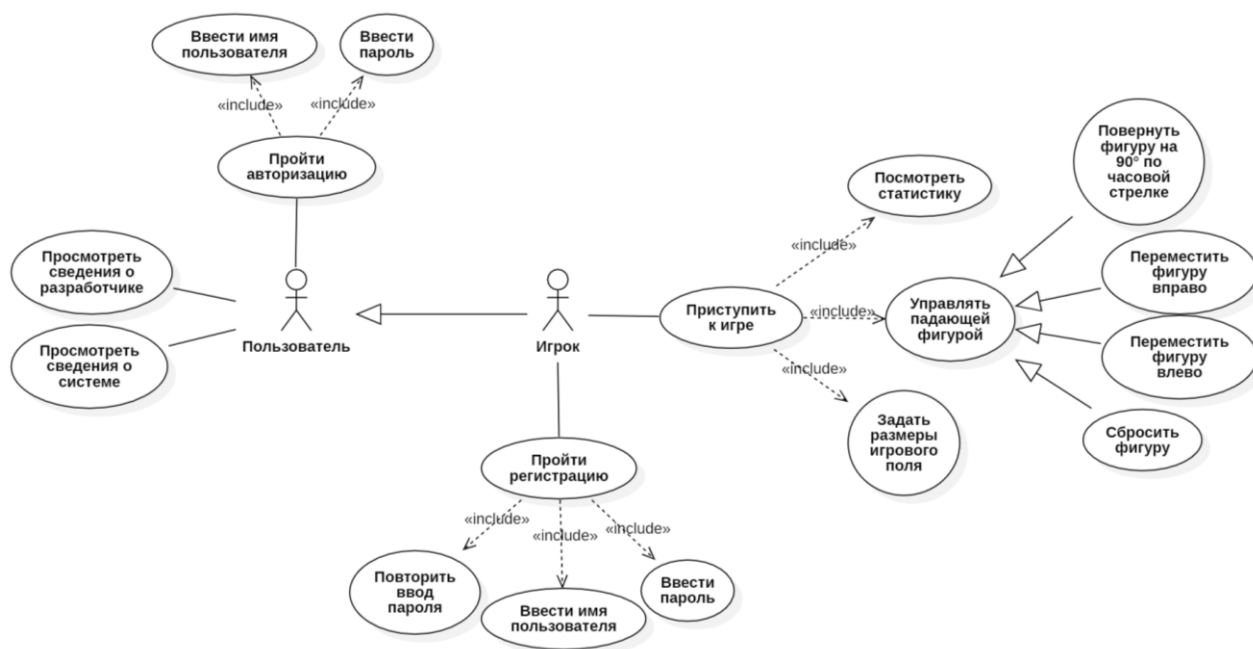 Ввести имя
пользователя
Ввести
пароль
«include»
«include»
Пройти
авторизацию
Повернуть
фигуру на
90° по
часовой
стрелке
Посмотреть
статистику
«include»
Просмотреть
сведения о
разработчике
Переместить
фигуру
вправо
Приступить
к игре
«include»
Управлять
падающей
фигурой
Пользователь
Игрок
Просмотреть
сведения о
системе
Переместить
фигуру
влево
«include»
Задать
размеры
игрового
поля
Сбросить
фигуру
Пройти
регистрацию
«include»
«include»
«include»
Повторить
ввод
пароля
Ввести имя
пользователя
Ввести
пароль